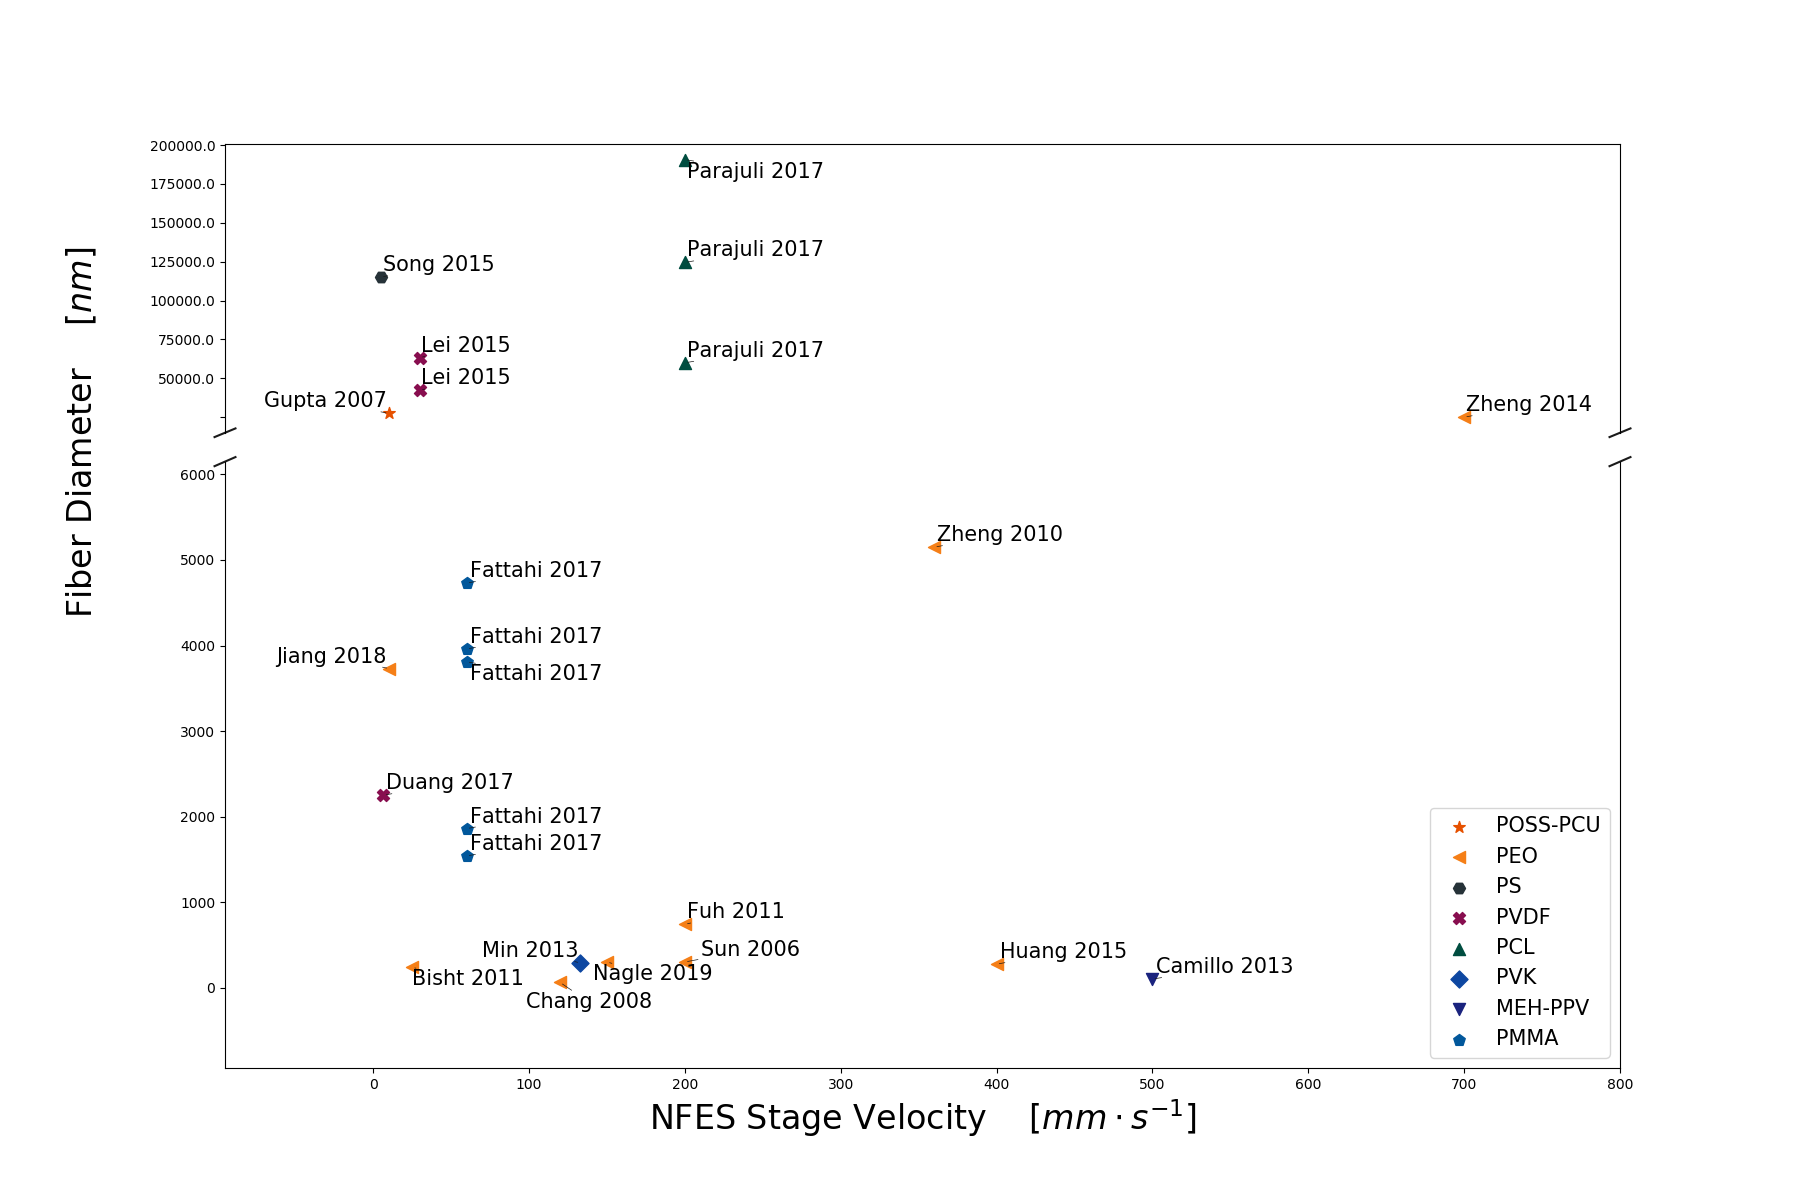 200000.0
175000.0
150000.0
125000.0
100000.0
75000.0
50000.0
6000
5000
4000
3000
2000
1000
0
Fiber Diameter [nm]
Parajuli 2017
Parajuli 2017
Song 2015
Lei 2015
Parajuli 2017
Lei 2015
Gupta 2007
Zheng 2014
Zheng 2010
Fattahi 2017
Fattahi 2017
Jiang 2018
Fattahi 2017
Duang 2017
Fattahi 2017
Fattahi 2017
Fuh 2011
Min 2013
Sun 2006
Huang 2015
Camillo 2013
Bisht 2011
Nagle 2019
Chang 2008
POSS-PCU
PEO
PS
PVDF
PCL
PVK
MEH-PPV
PMMA
0 100 200 300 400 500 600 700 800
NFES Stage Velocity [mm · s⁻¹]